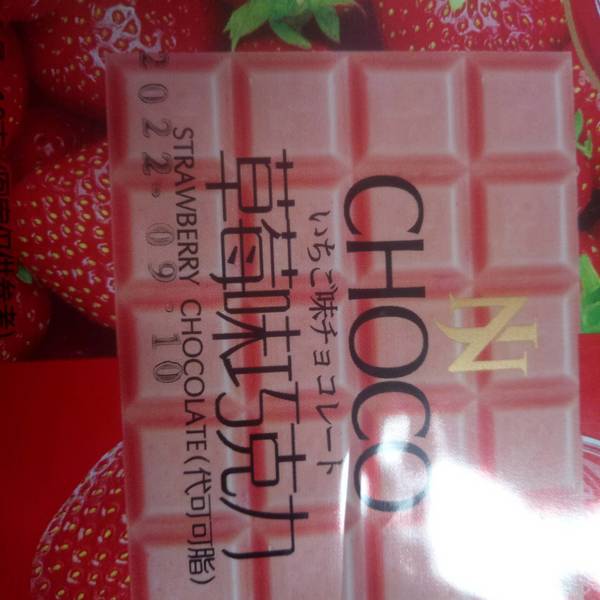 JN
CHOCO
いちご味チョコレート
草莓味巧克力
STRAWBERRY CHOCOLATE(代可可脂)
2022.09.10